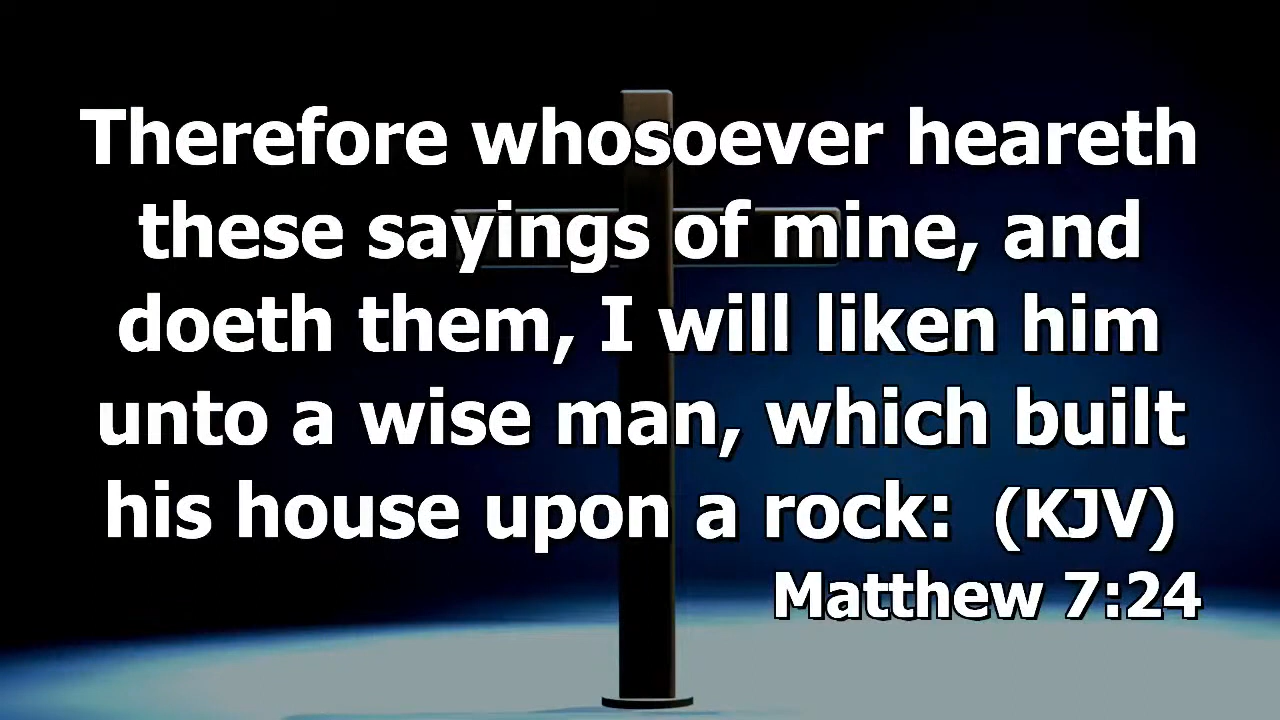 Therefore whosoever heareth
these sayings of mine, and
doeth them, I will liken him
unto a wise man, which built
his house upon a rock: (KJV)
Matthew 7:24